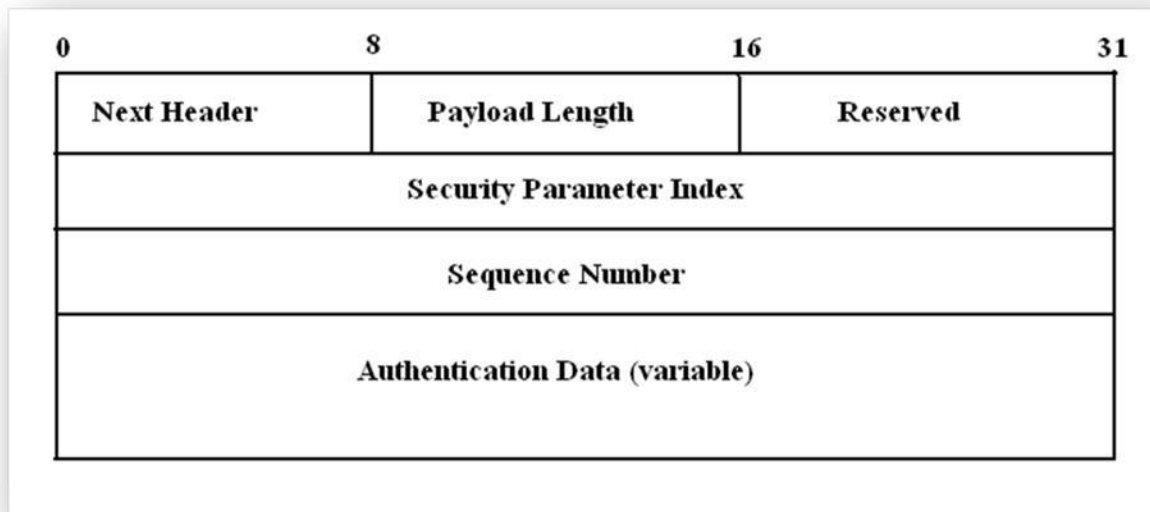 0 8 16 31
Next Header Payload Length Reserved
Security Parameter Index
Sequence Number
Authentication Data (variable)